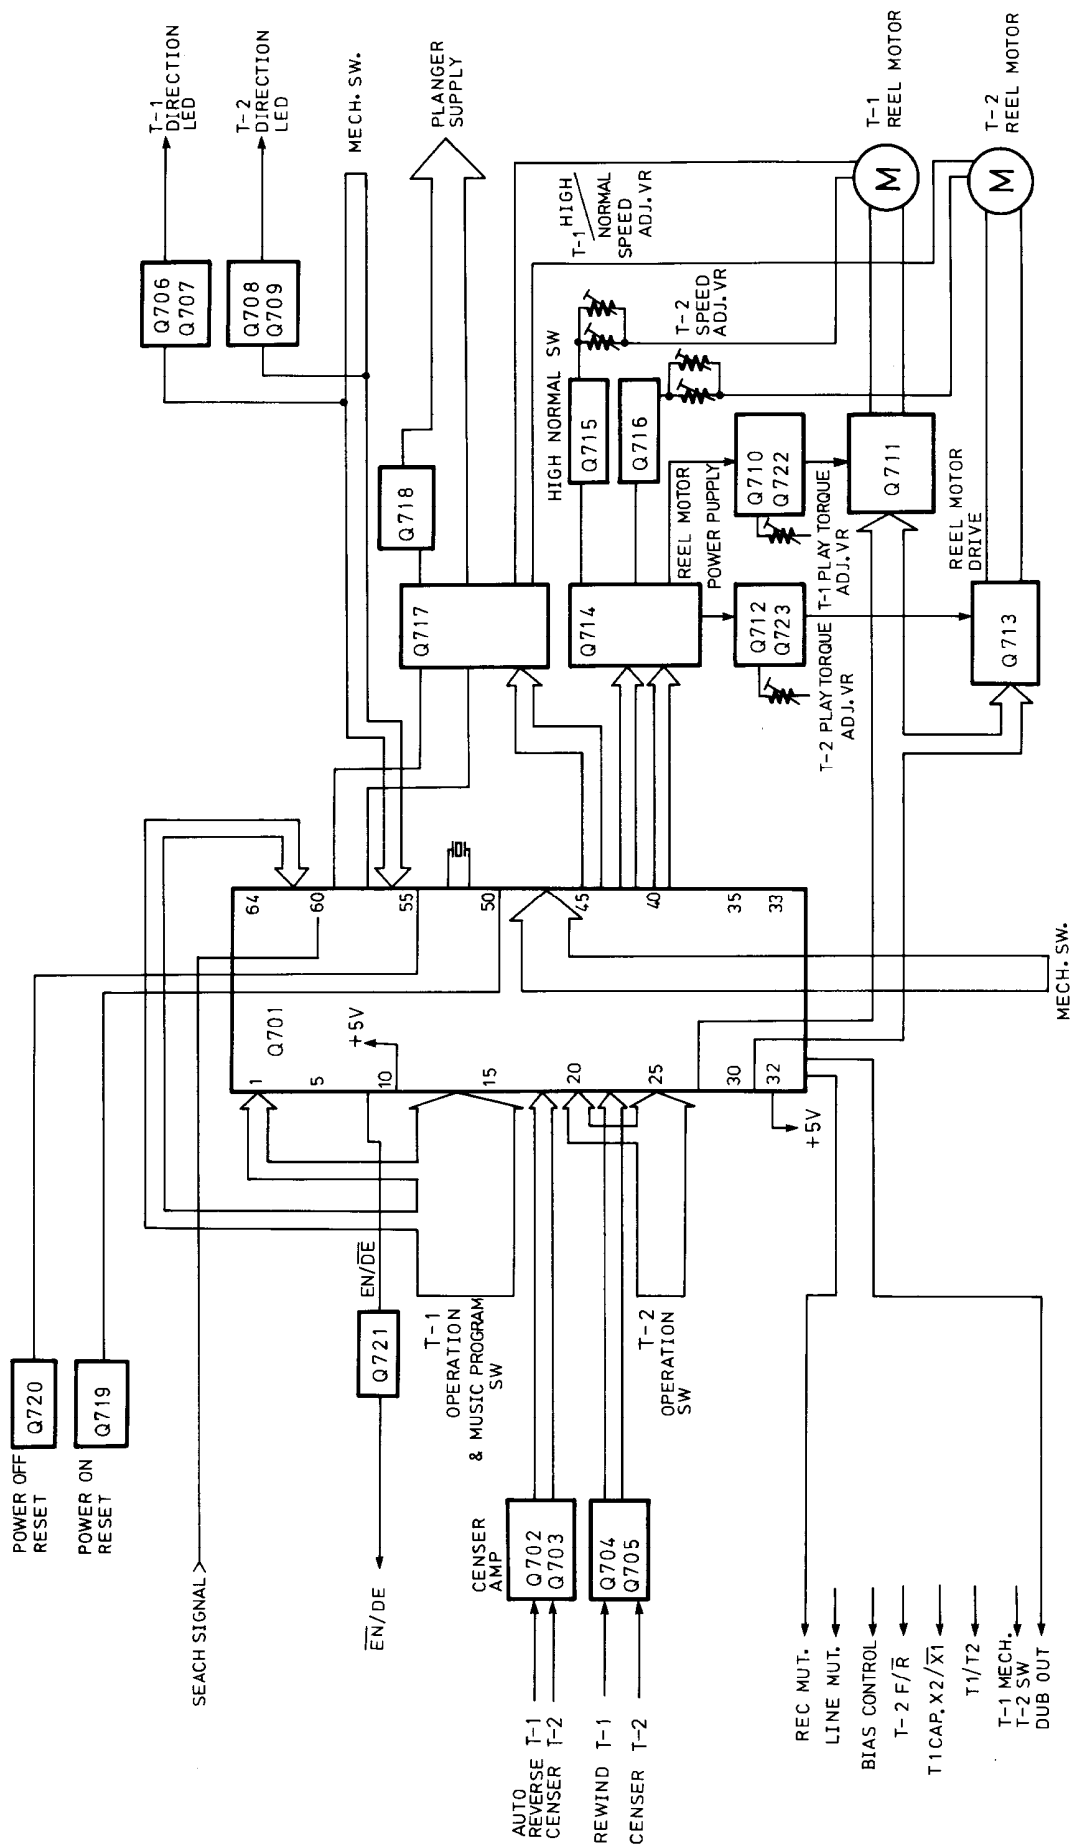 POWER OFF
RESET
Q720
POWER ON
RESET
Q719
SEACH SIGNAL
EN/DE
Q721
EN/DE
T-1
OPERATION
& MUSIC PROGRAM
SW
CENSER
AMP
AUTO
REVERSE T-1
CENSER T-2
Q702
Q703
REWIND T-1
CENSER T-2
Q704
Q705
T-2
OPERATION
SW
REC MUT.
LINE MUT.
BIAS CONTROL
T-2 F/R
T1CAP.X2/X1
T1/T2
T-1 MECH.
T-2 SW
DUB OUT
Q701
1
5
10
15
20
25
30
32
+5V
+5V
64
60
55
50
45
40
35
33
MECH. SW.
Q706
Q707
T-1
DIRECTION
LED
Q708
Q709
T-2
DIRECTION
LED
MECH. SW.
Q718
PLANGER
SUPPLY
Q717
Q714
HIGH NORMAL SW
Q715
Q716
T-1 HIGH/NORMAL
SPEED
ADJ.VR
T-2
SPEED
ADJ.VR
REEL MOTOR
POWER PUPPLY
Q710
Q722
T-1 PLAY TORQUE
ADJ.VR
Q712
Q723
T-2 PLAY TORQUE
ADJ.VR
Q711
REEL MOTOR
DRIVE
Q713
M
T-1
REEL MOTOR
M
T-2
REEL MOTOR